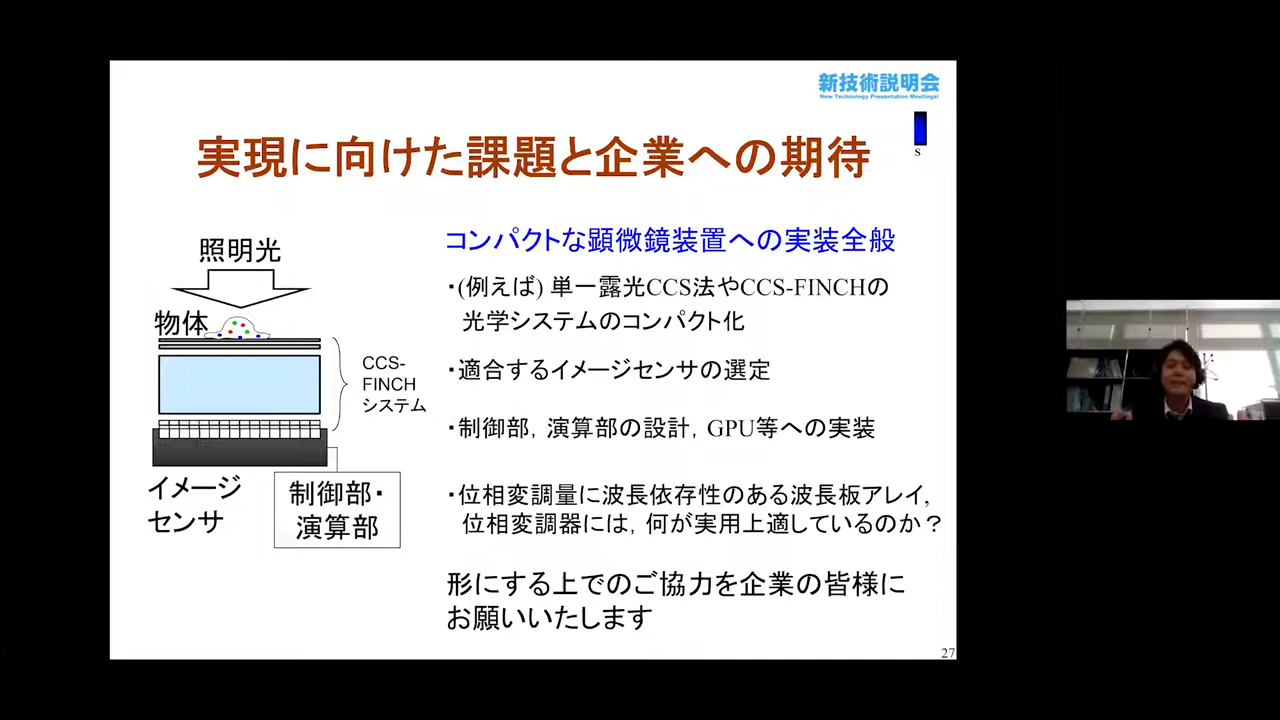 新技術説明会
New Technology Presentation Meetings!
s
実現に向けた課題と企業への期待
照明光
物体
CCS-
FINCH
システム
イメージ
センサ
制御部・
演算部
コンパクトな顕微鏡装置への実装全般
・(例えば) 単一露光CCS法やCCS-FINCHの
光学システムのコンパクト化
・適合するイメージセンサの選定
・制御部, 演算部の設計, GPU等への実装
・位相変調量に波長依存性のある波長板アレイ,
位相変調器には, 何が実用上適しているのか？
形にする上でのご協力を企業の皆様に
お願いいたします
27